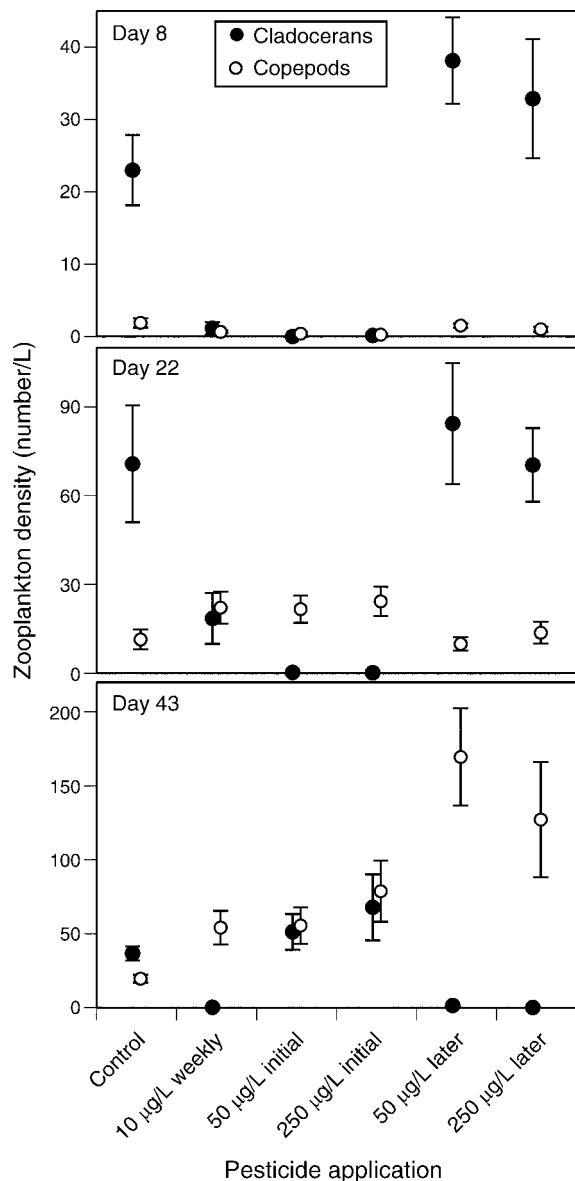 Day 8
Cladocerans
Copepods
40
30
20
10
0
Day 22
90
60
30
0
Day 43
200
150
100
50
0
Zooplankton density (number/L)
Control
10 µg/L weekly
50 µg/L initial
250 µg/L initial
50 µg/L later
250 µg/L later
Pesticide application